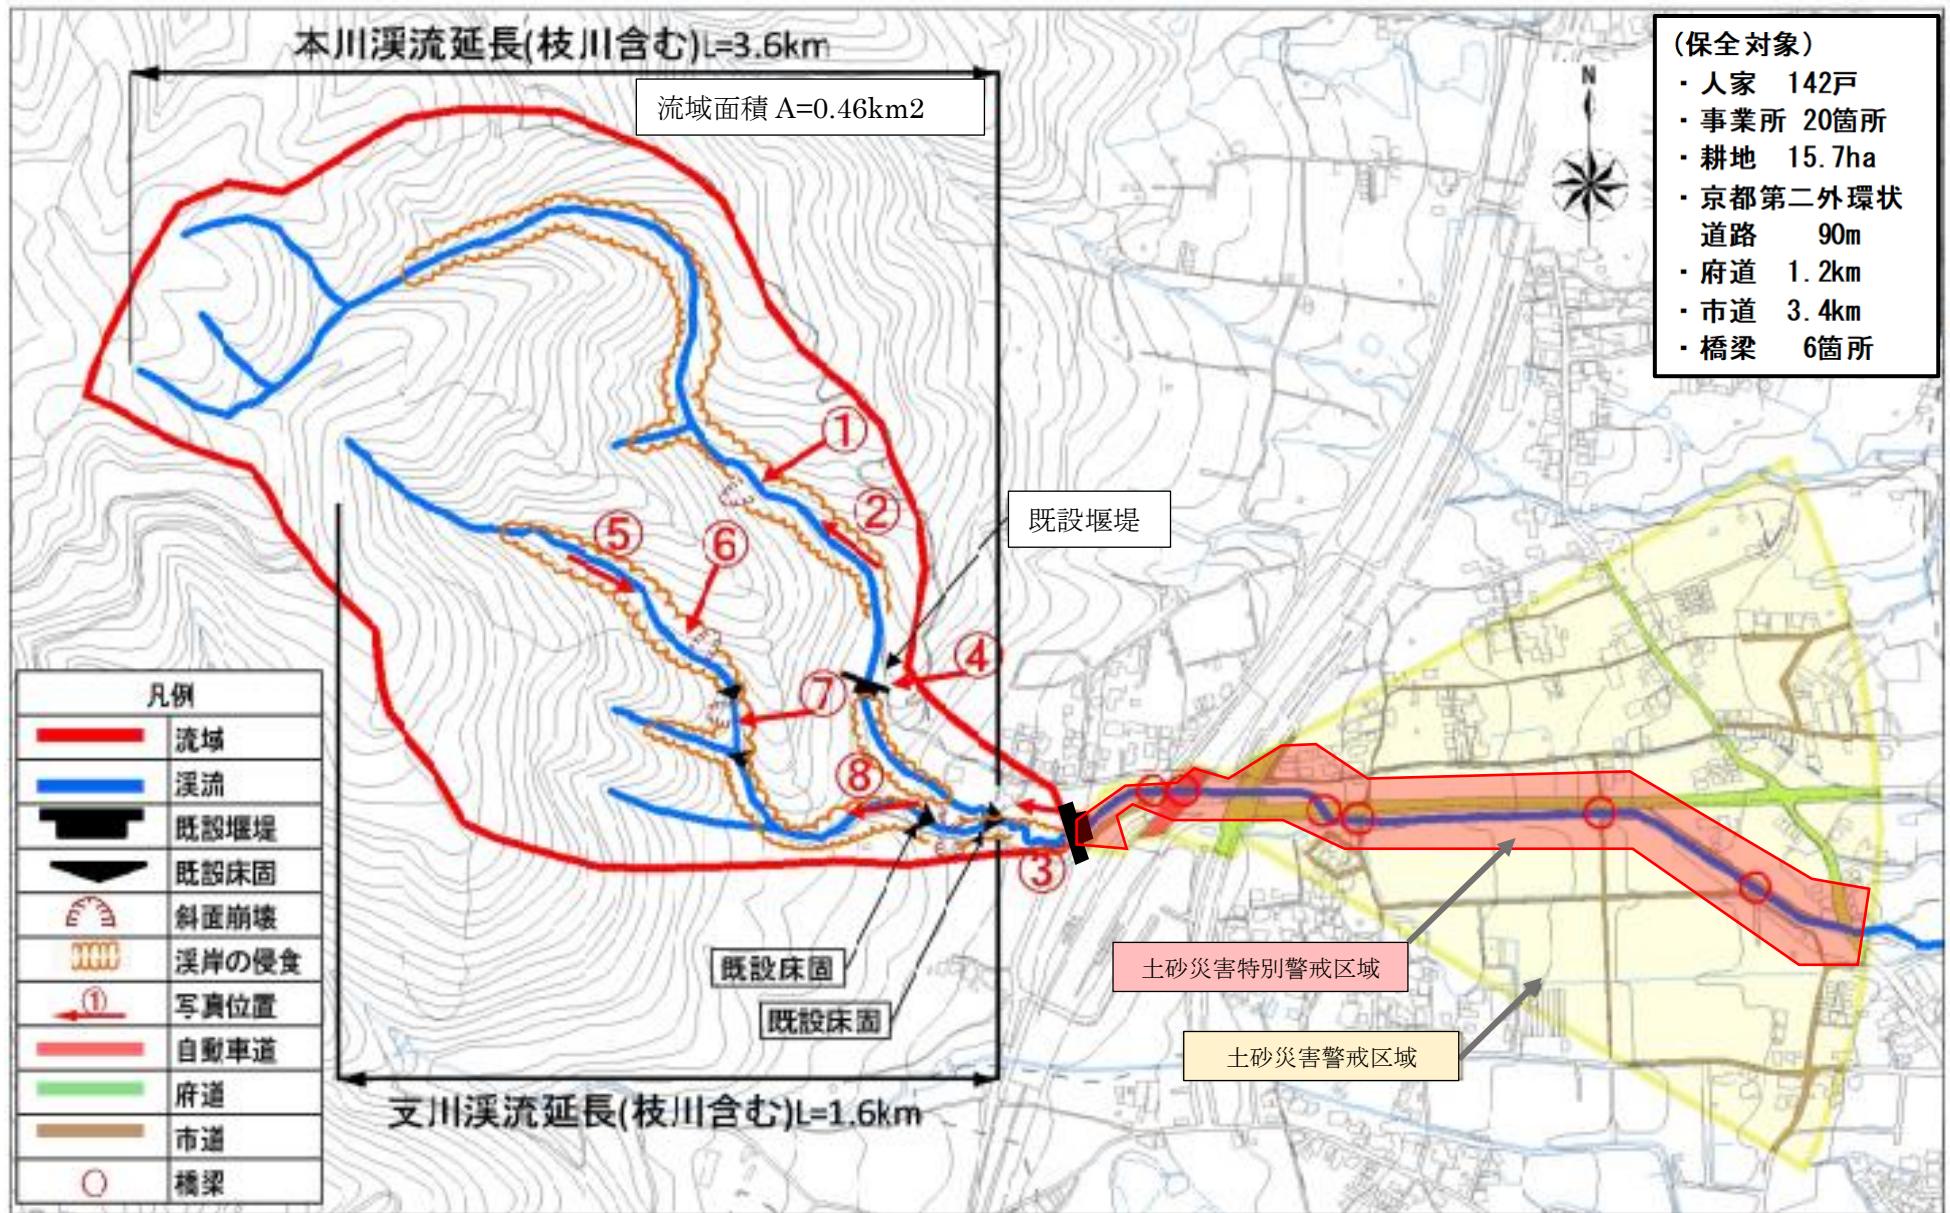 本川渓流延長(枝川含む)L=3.6km
流域面積 A=0.46km2
N
(保全対象)
・人家 142戸
・事業所 20箇所
・耕地 15.7ha
・京都第二外環状
道路 90m
・府道 1.2km
・市道 3.4km
・橋梁 6箇所
①
②
既設堰堤
⑤
⑥
④
⑦
⑧
③
凡例
流域
渓流
既設堰堤
既設床固
斜面崩壊
渓岸の侵食
① 写真位置
自動車道
府道
市道
橋梁
既設床固
既設床固
土砂災害特別警戒区域
土砂災害警戒区域
支川渓流延長(枝川含む)L=1.6km